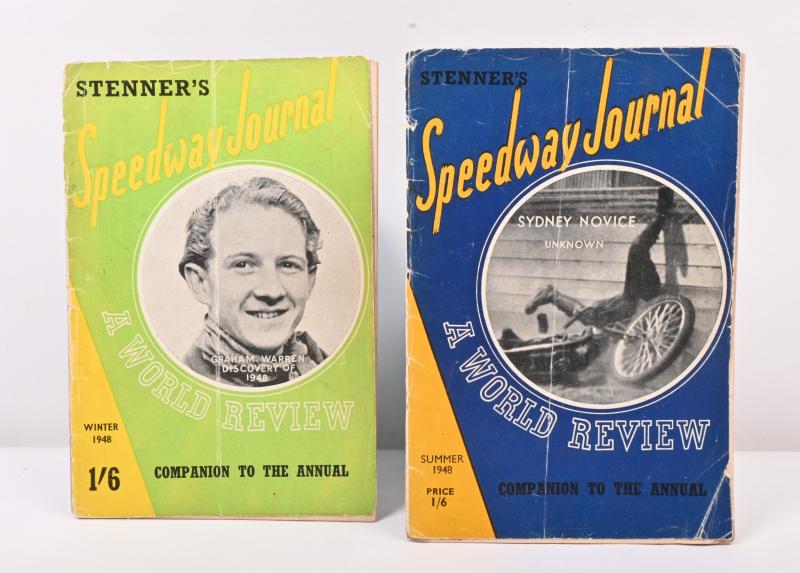 STENNER'S
Speedway Journal
GRAHAM WARREN
DISCOVERY OF
1948
A WORLD REVIEW
WINTER
1948
1/6
COMPANION TO THE ANNUAL
STENNER'S
Speedway Journal
SYDNEY NOVICE
UNKNOWN
A WORLD REVIEW
SUMMER
1948
PRICE
1/6
COMPANION TO THE ANNUAL